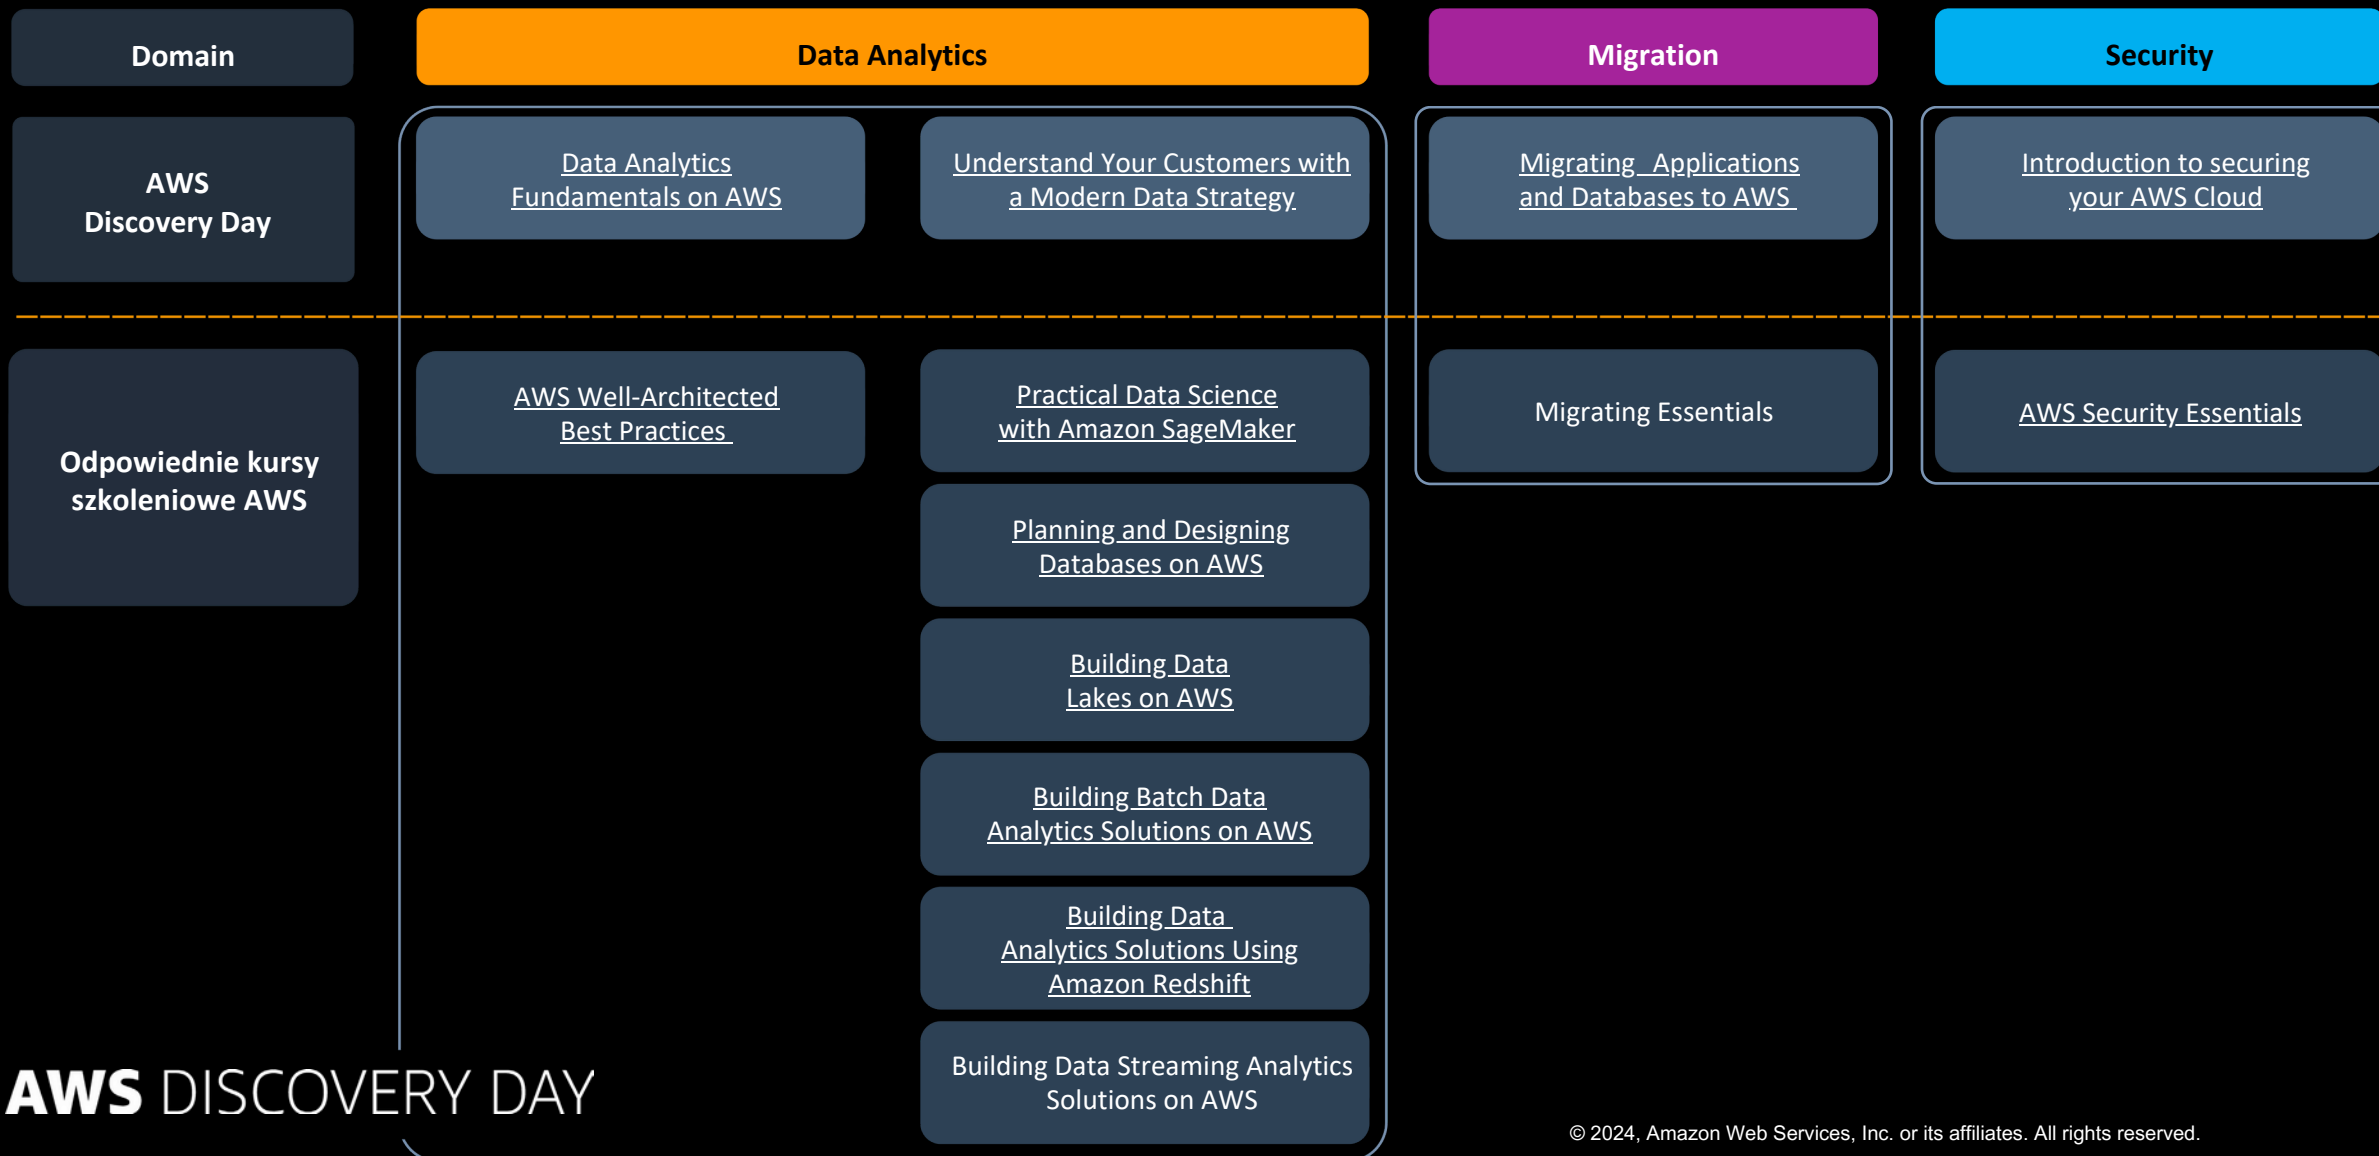 Domain
Data Analytics
Migration
Security
AWS
Discovery Day
Data Analytics
Fundamentals on AWS
Understand Your Customers with
a Modern Data Strategy
Migrating Applications
and Databases to AWS
Introduction to securing
your AWS Cloud
Odpowiednie kursy
szkoleniowe AWS
AWS Well-Architected
Best Practices
Practical Data Science
with Amazon SageMaker
Migrating Essentials
AWS Security Essentials
Planning and Designing
Databases on AWS
Building Data
Lakes on AWS
Building Batch Data
Analytics Solutions on AWS
Building Data
Analytics Solutions Using
Amazon Redshift
Building Data Streaming Analytics
Solutions on AWS
AWS DISCOVERY DAY
© 2024, Amazon Web Services, Inc. or its affiliates. All rights reserved.